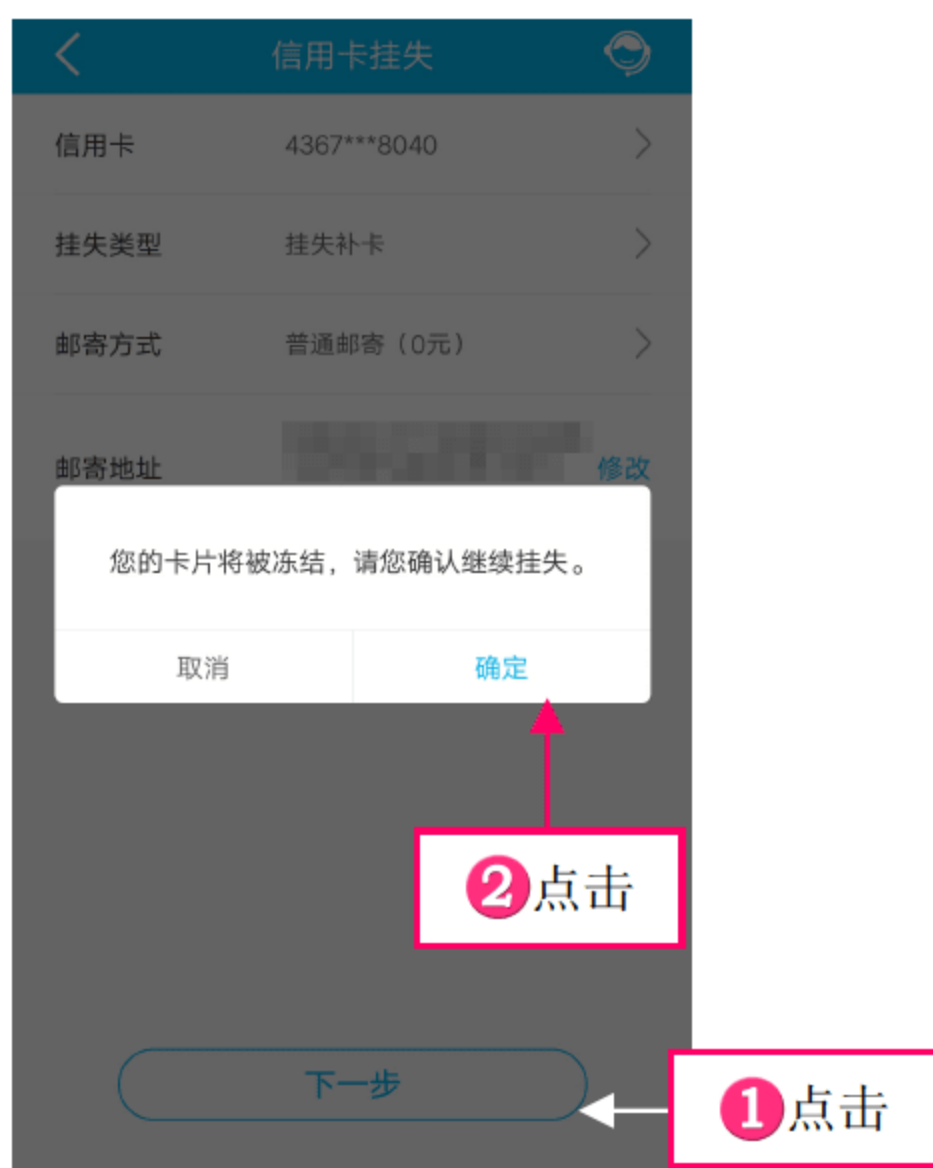 信用卡挂失
信用卡 4367***8040
挂失类型 挂失补卡
邮寄方式 普通邮寄（0元）
邮寄地址 修改
您的卡片将被冻结，请您确认继续挂失。
取消 确定
2点击
下一步
1点击